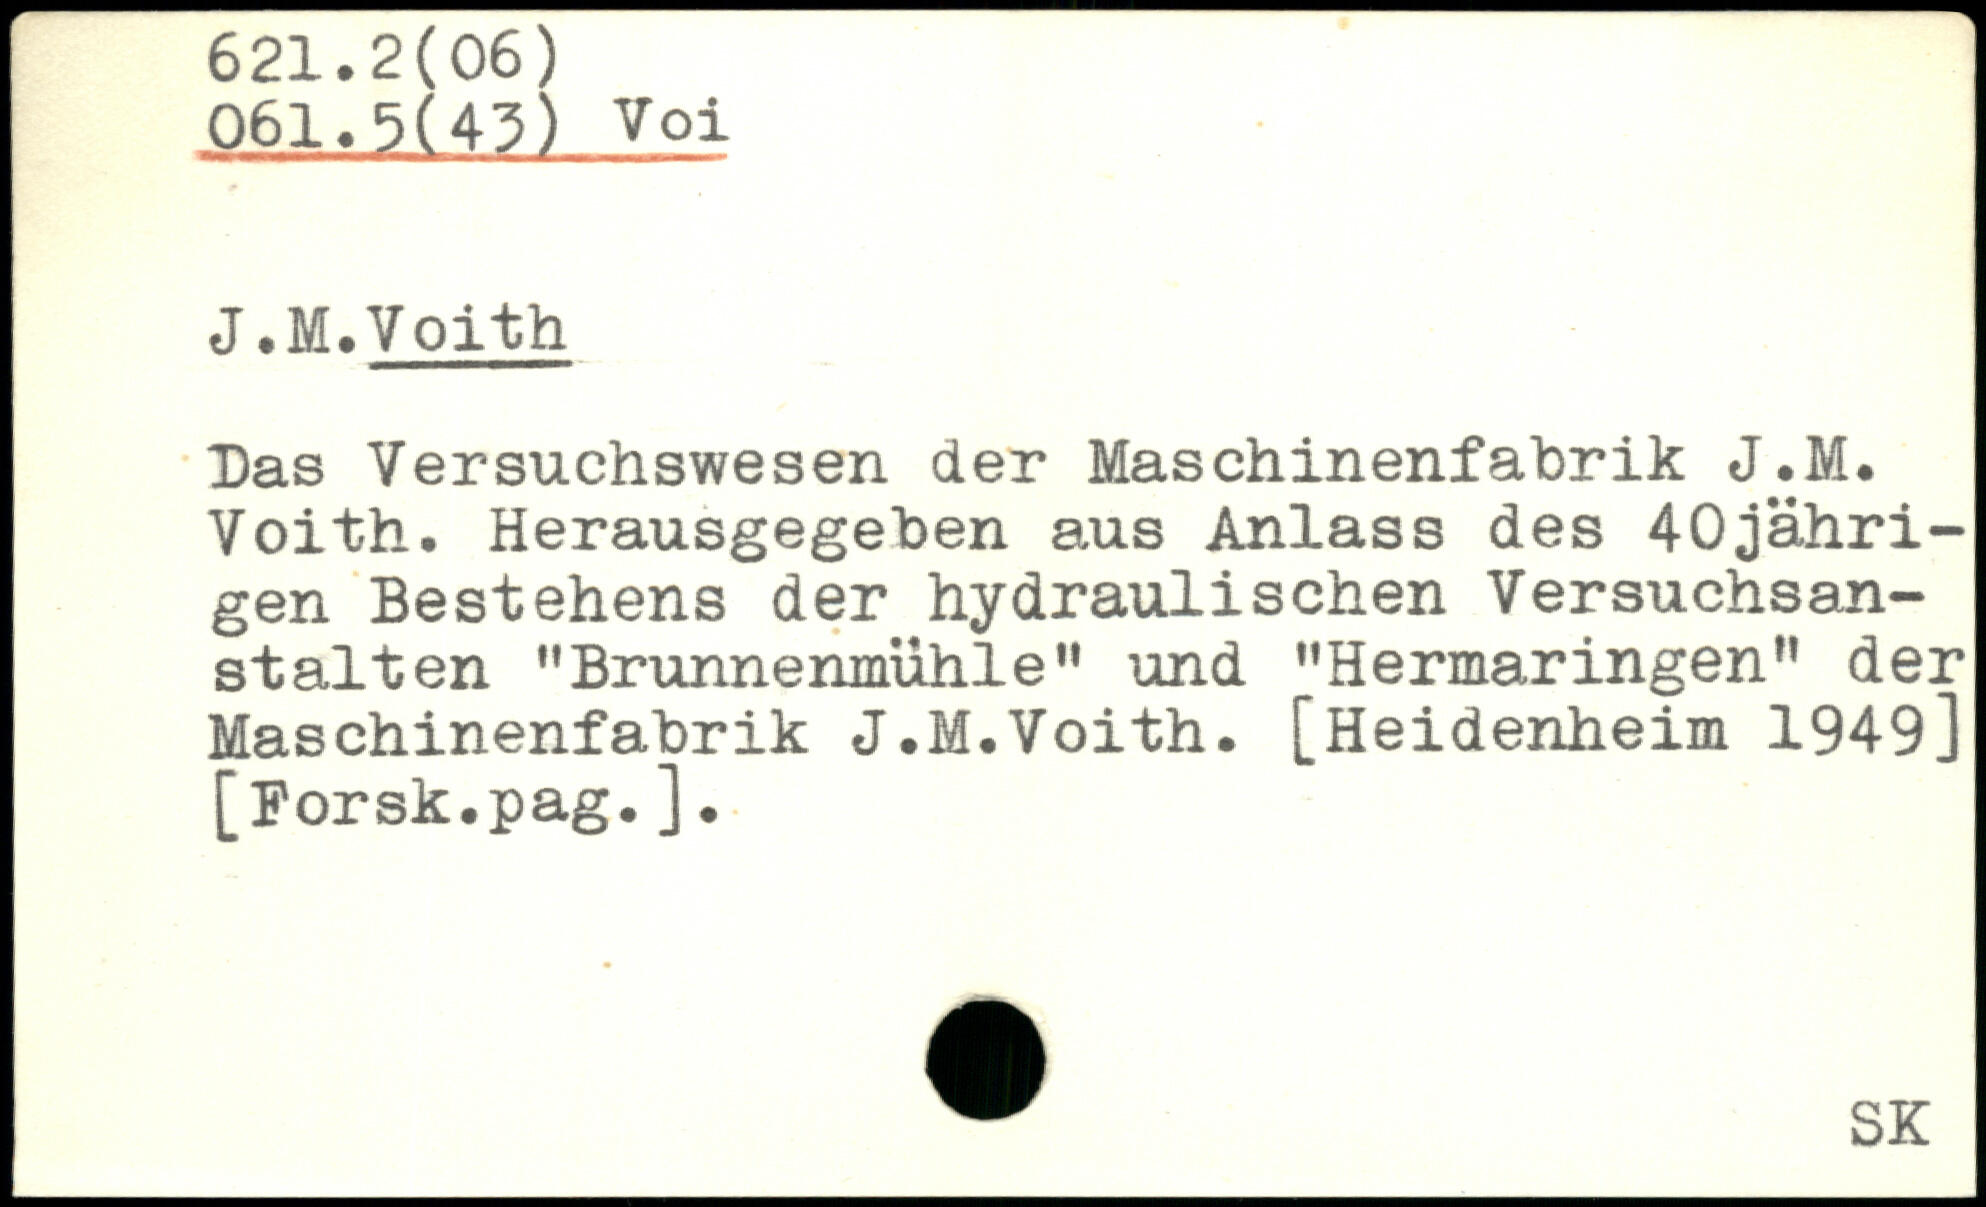 621.2(06)
061.5(43) Voi
J.M.Voith
Das Versuchswesen der Maschinenfabrik J.M.
Voith. Herausgegeben aus Anlass des 40jähri-
gen Bestehens der hydraulischen Versuchsan-
stalten "Brunnenmühle" und "Hermaringen" der
Maschinenfabrik J.M.Voith. [Heidenheim 1949]
[Forsk.pag.].
SK